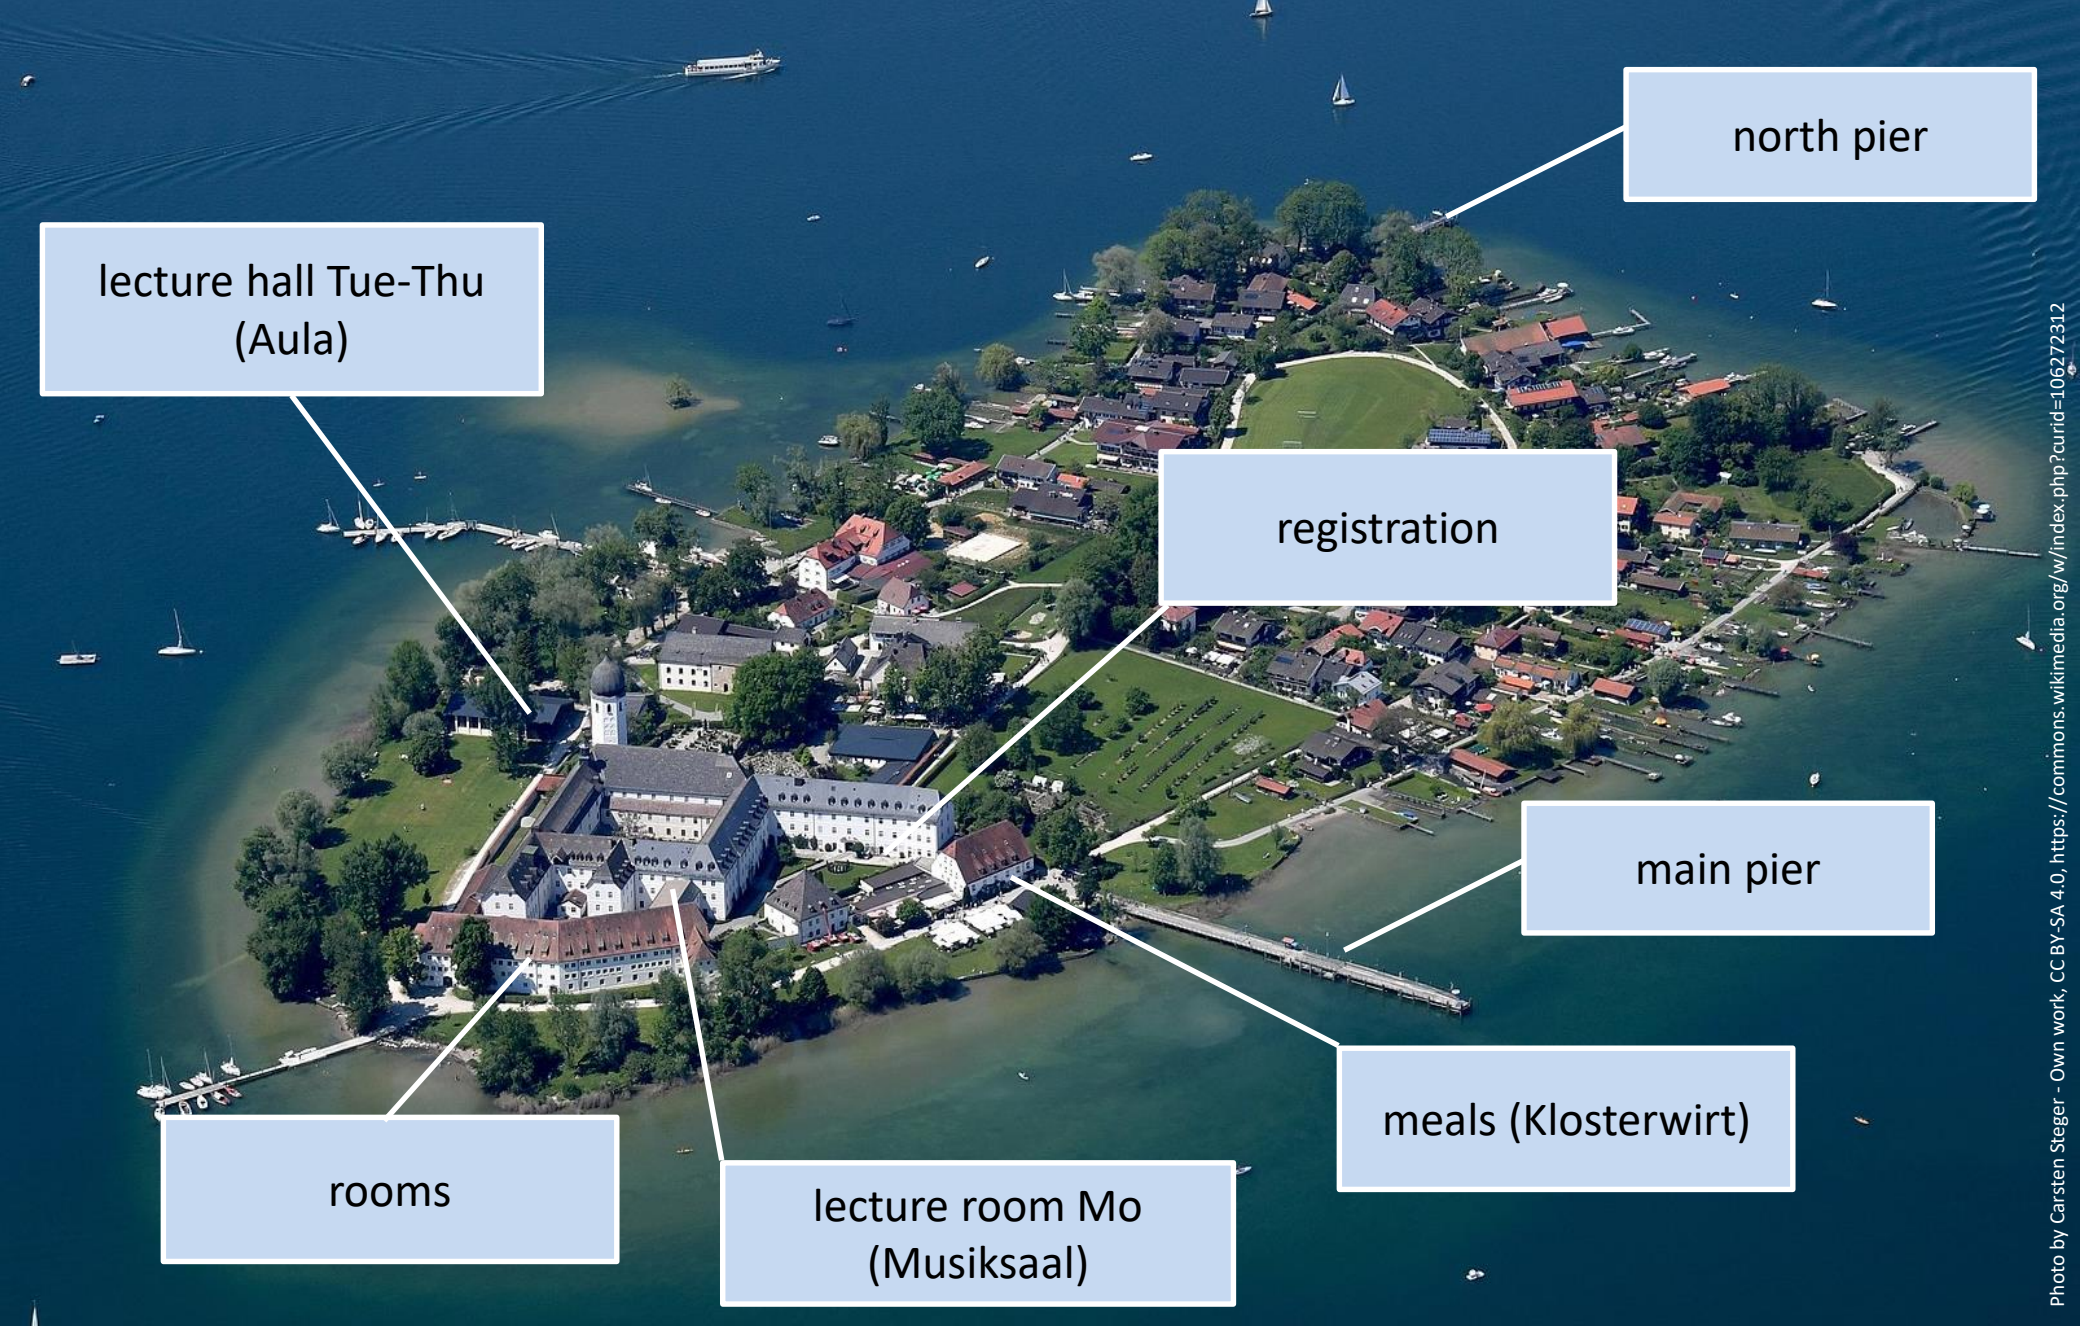 north pier
lecture hall Tue-Thu
(Aula)
registration
main pier
meals (Klosterwirt)
rooms
lecture room Mo
(Musiksaal)
Photo by Carsten Steger - Own work, CC BY-SA 4.0, https://commons.wikimedia.org/w/index.php?curid=106272312